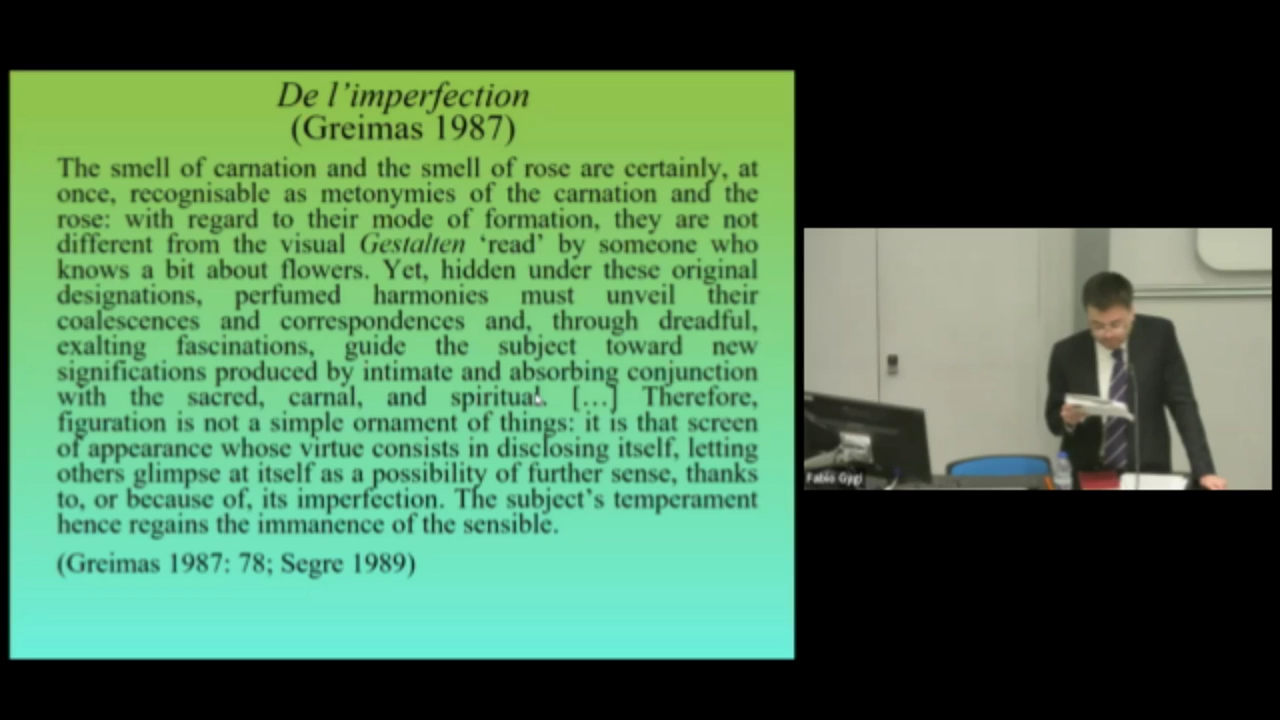 De l’imperfection
(Greimas 1987)
The smell of carnation and the smell of rose are certainly, at
once, recognisable as metonymies of the carnation and the
rose: with regard to their mode of formation, they are not
different from the visual Gestalten ‘read’ by someone who
knows a bit about flowers. Yet, hidden under these original
designations, perfumed harmonies must unveil their
coalescences and correspondences and, through dreadful,
exalting fascinations, guide the subject toward new
significations produced by intimate and absorbing conjunction
with the sacred, carnal, and spiritual. […] Therefore,
figuration is not a simple ornament of things: it is that screen
of appearance whose virtue consists in disclosing itself, letting
others glimpse at itself as a possibility of further sense, thanks
to, or because of, its imperfection. The subject’s temperament
hence regains the immanence of the sensible.
(Greimas 1987: 78; Segre 1989)
Fabio Gygi